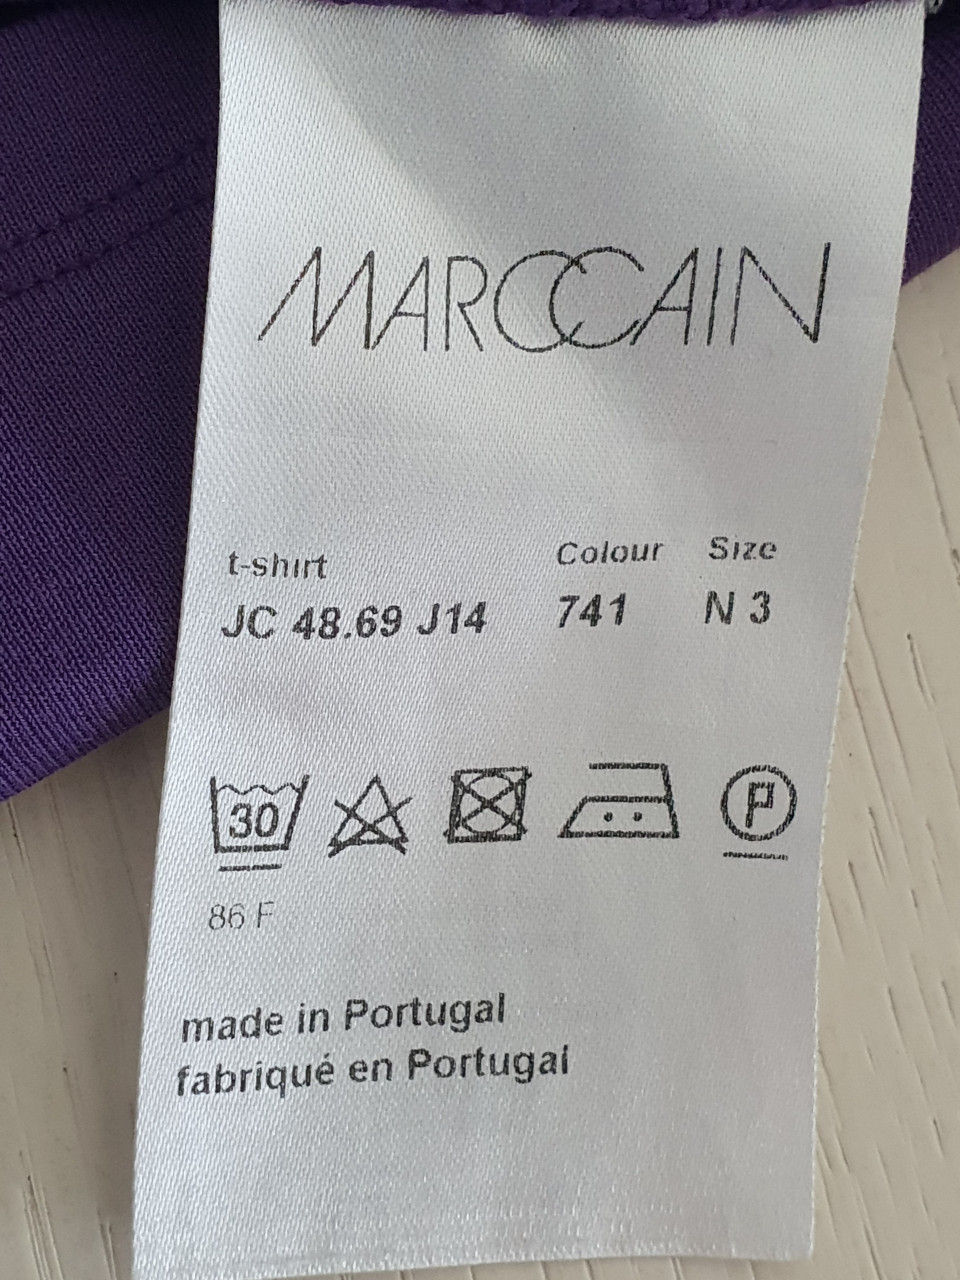 MARCCAIN
t-shirt Colour Size
JC 48.69 J14 741 N 3
30 P
86 F
made in Portugal
fabriqué en Portugal